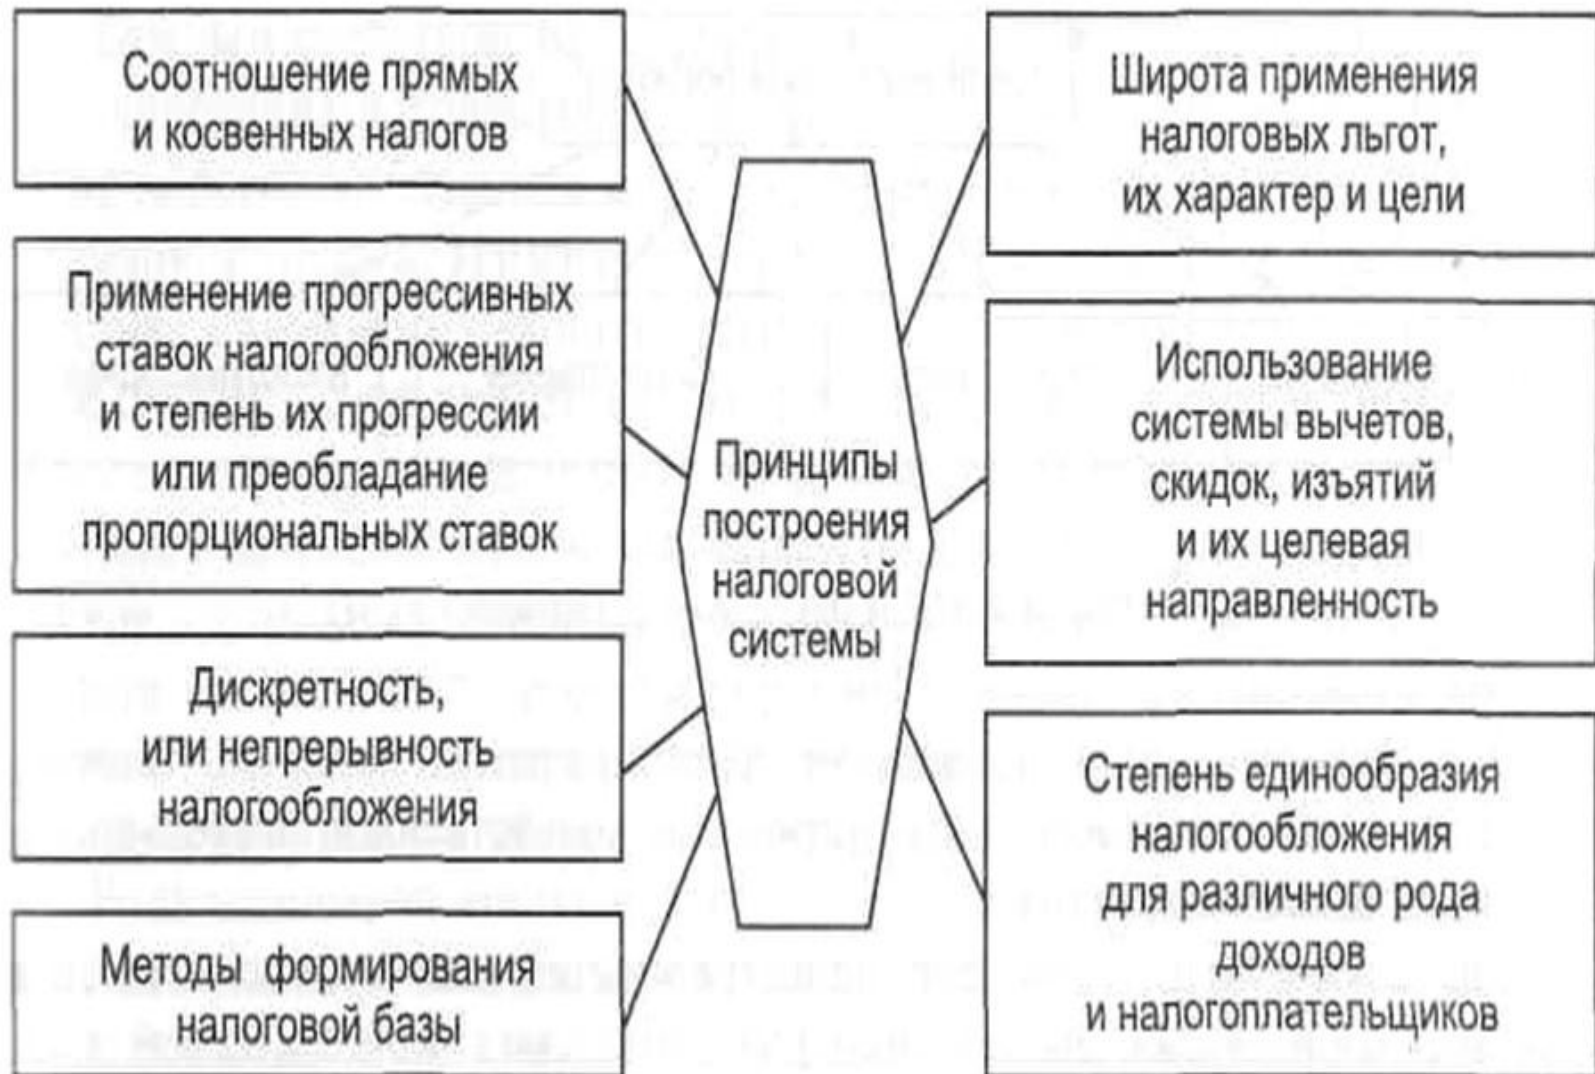 Соотношение прямых
и косвенных налогов
Применение прогрессивных
ставок налогообложения
и степень их прогрессии
или преобладание
пропорциональных ставок
Дискретность,
или непрерывность
налогообложения
Методы формирования
налоговой базы
Принципы
построения
налоговой
системы
Широта применения
налоговых льгот,
их характер и цели
Использование
системы вычетов,
скидок, изъятий
и их целевая
направленность
Степень единообразия
налогообложения
для различного рода
доходов
и налогоплательщиков